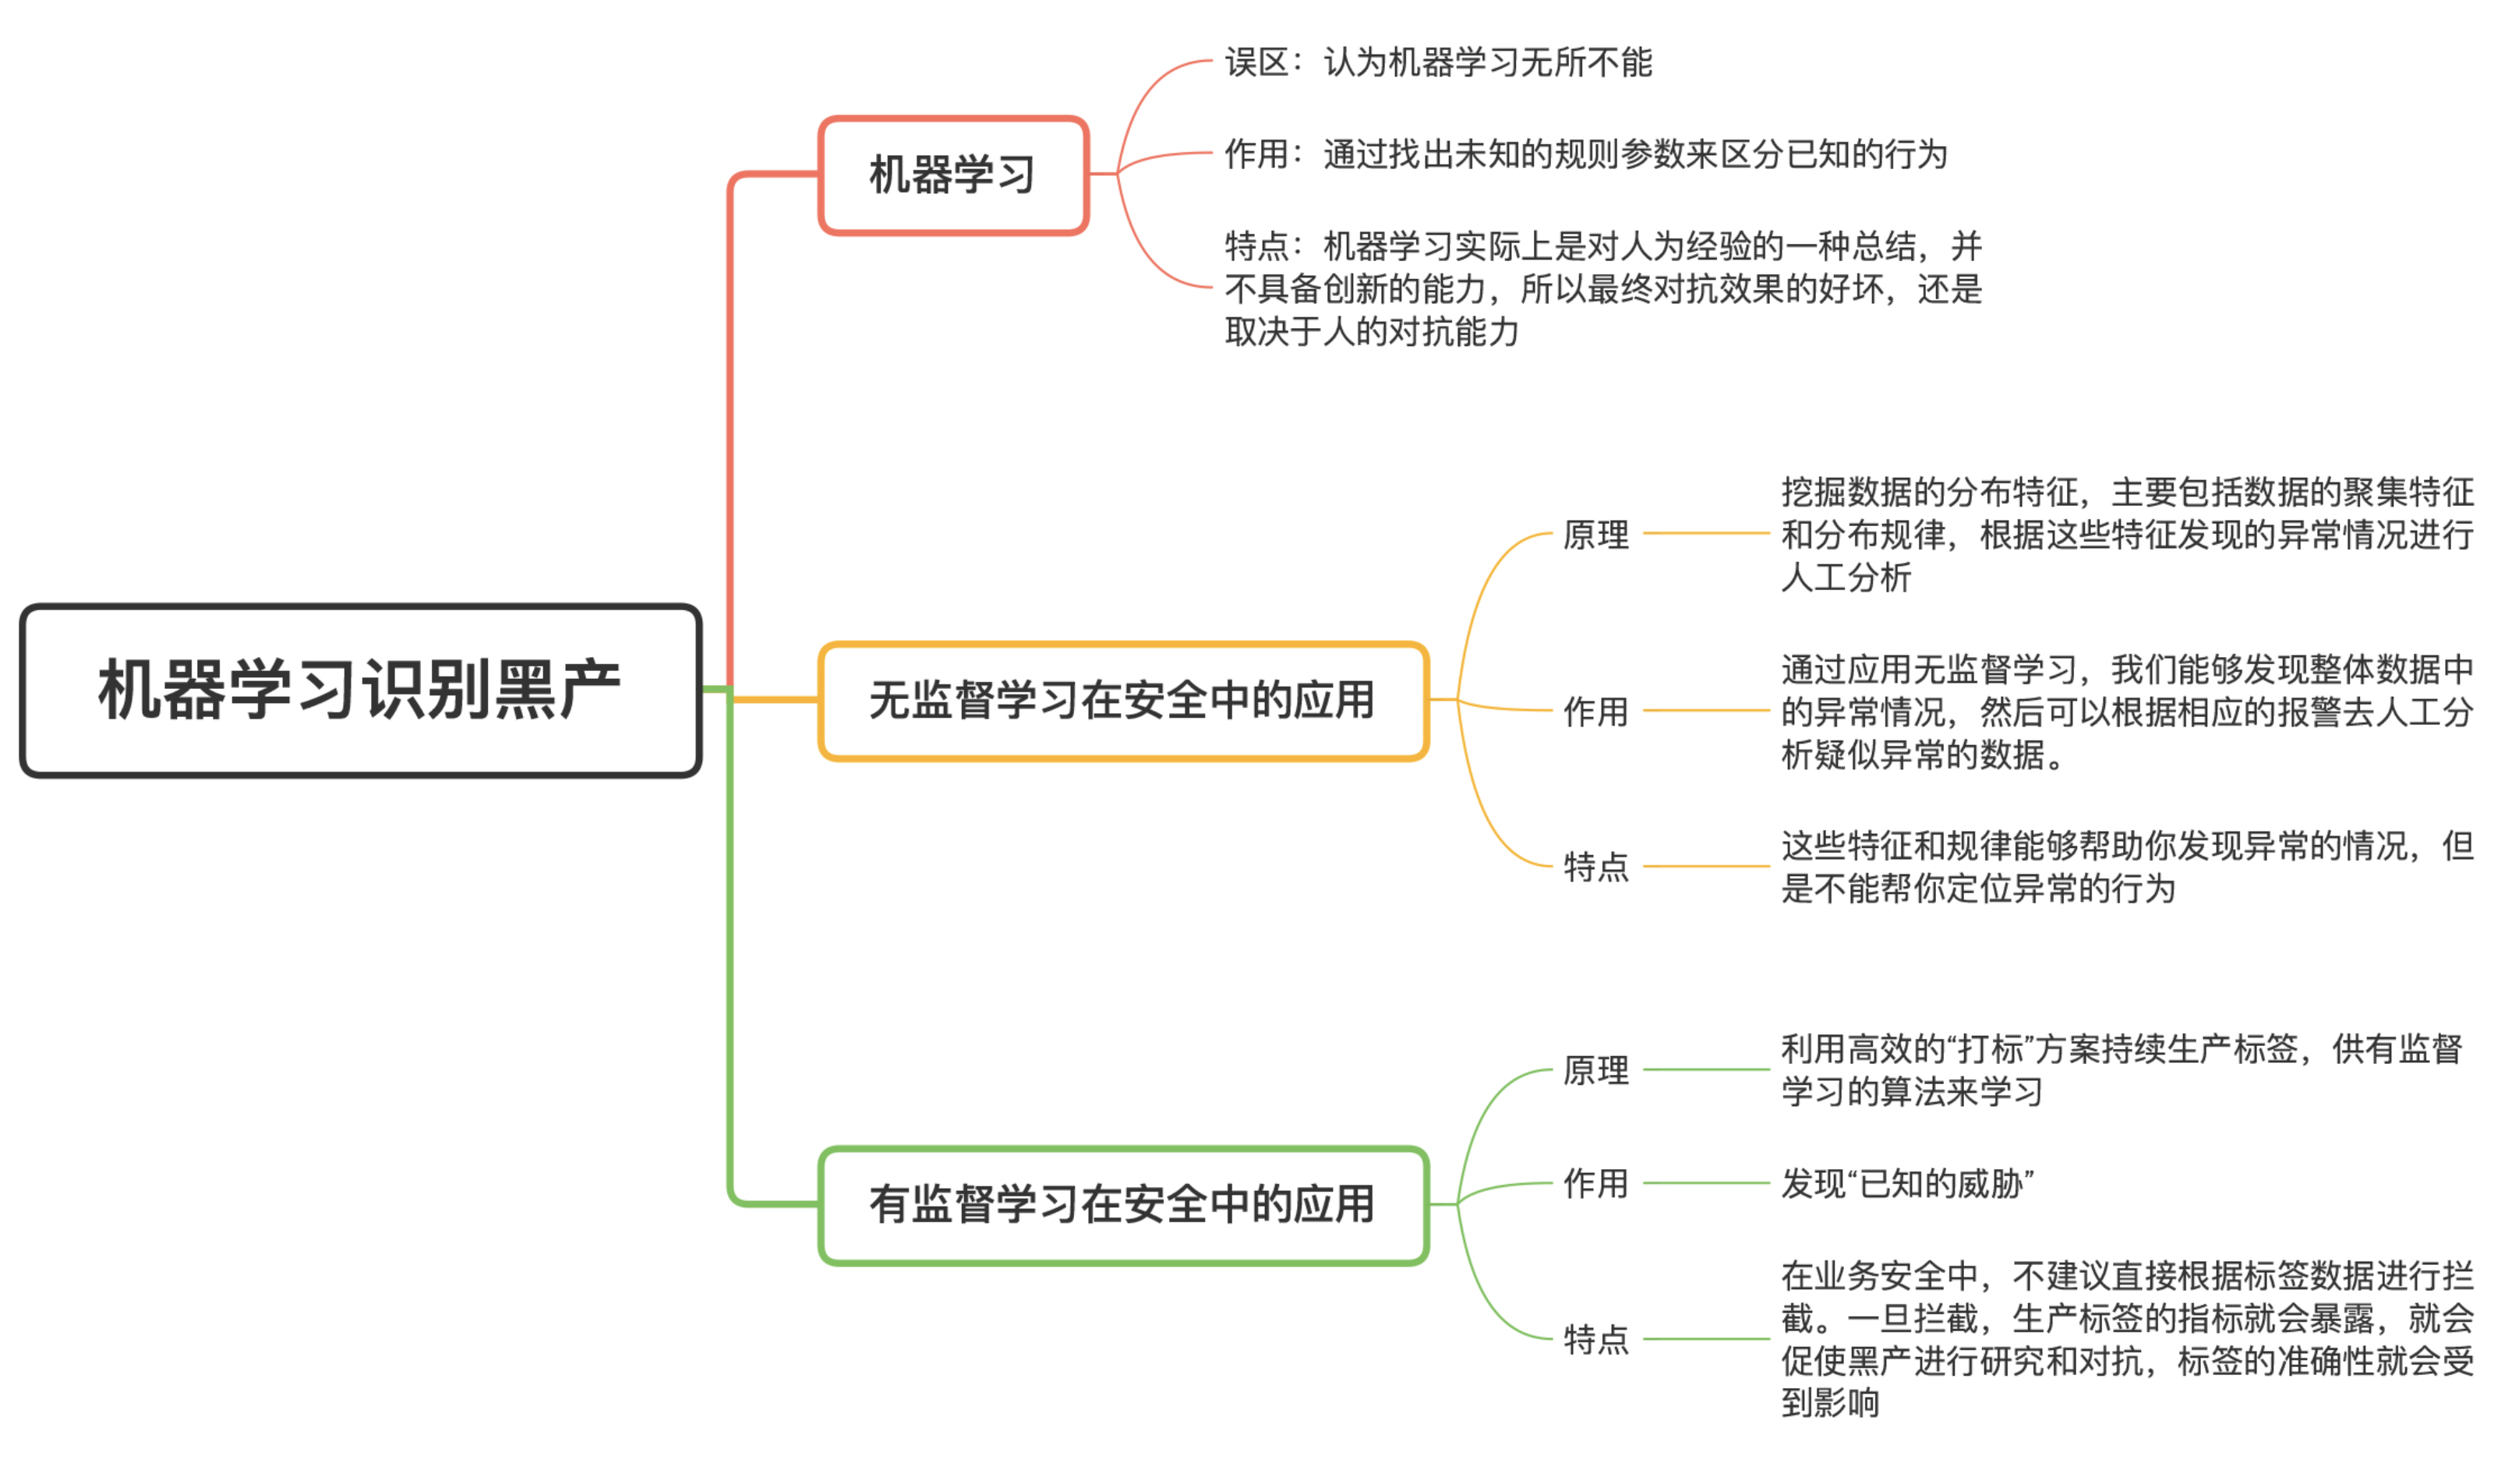 误区：认为机器学习无所不能
作用：通过找出未知的规则参数来区分已知的行为
机器学习
特点：机器学习实际上是对人为经验的一种总结，并
不具备创新的能力，所以最终对抗效果的好坏，还是
取决于人的对抗能力
机器学习识别黑产
无监督学习在安全中的应用
原理
挖掘数据的分布特征，主要包括数据的聚集特征
和分布规律，根据这些特征发现的异常情况进行
人工分析
作用
通过应用无监督学习，我们能够发现整体数据中
的异常情况，然后可以根据相应的报警去人工分
析疑似异常的数据。
特点
这些特征和规律能够帮助你发现异常的情况，但
是不能帮你定位异常的行为
有监督学习在安全中的应用
原理
利用高效的“打标”方案持续生产标签，供有监督
学习的算法来学习
作用
发现“已知的威胁”
特点
在业务安全中，不建议直接根据标签数据进行拦
截。一旦拦截，生产标签的指标就会暴露，就会
促使黑产进行研究和对抗，标签的准确性就会受
到影响